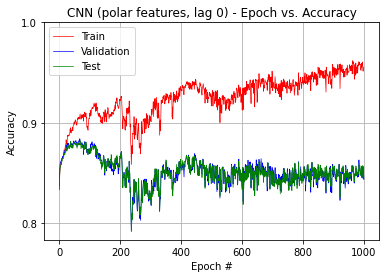 CNN (polar features, lag 0) - Epoch vs. Accuracy
Train
Validation
Test
1.0
0.9
0.8
Accuracy
0
200
400
600
800
1000
Epoch #